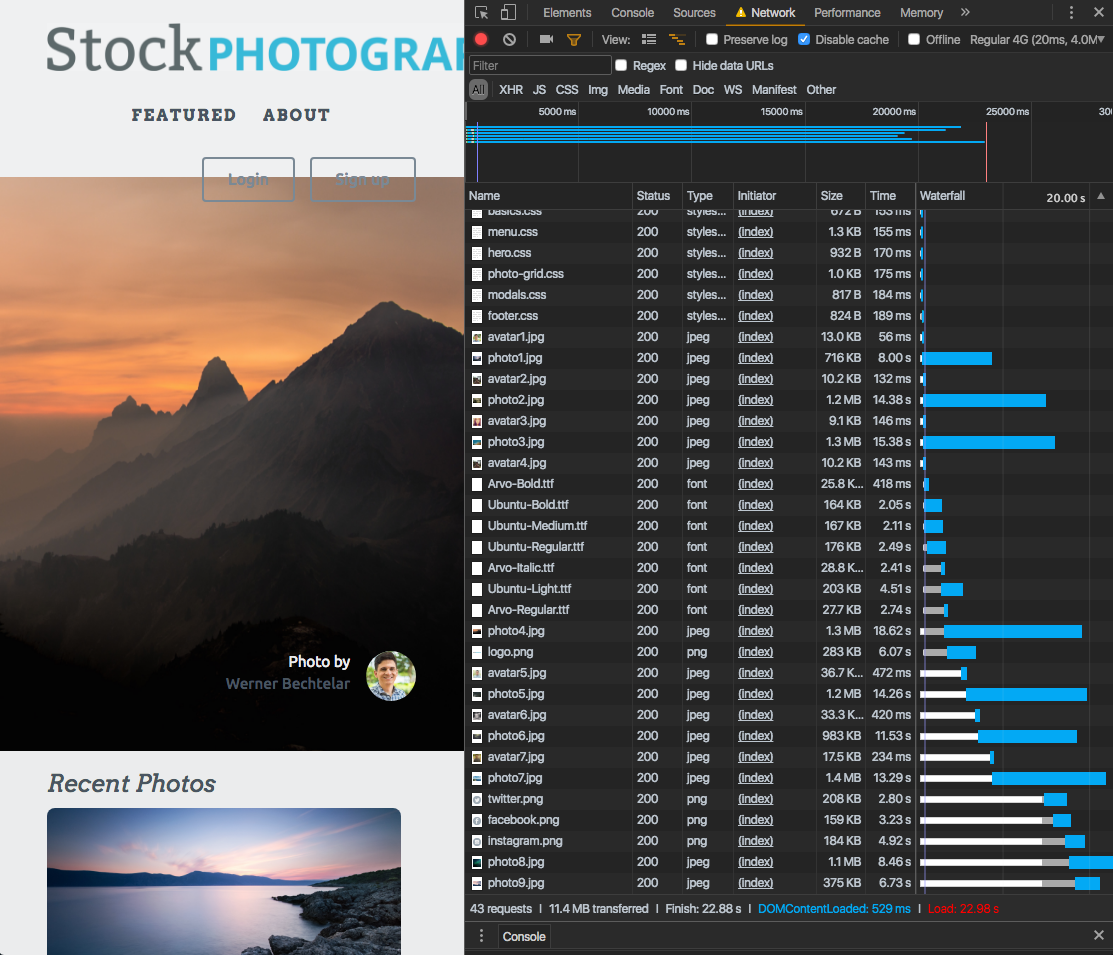 Stock PHOTOGRA
FEATURED ABOUT
Login Sign up
Photo by
Werner Bechtelar
Recent Photos
Elements Console Sources Network Performance Memory »
View: Preserve log Disable cache Offline Regular 4G (20ms, 4.0M
Filter Regex Hide data URLs
All XHR JS CSS Img Media Font Doc WS Manifest Other
5000 ms 10000 ms 15000 ms 20000 ms 25000 ms 30
Name Status Type Initiator Size Time Waterfall 20.00 s
basics.css 200 styles... (index) 672 B 153 ms
menu.css 200 styles... (index) 1.3 KB 155 ms
hero.css 200 styles... (index) 932 B 170 ms
photo-grid.css 200 styles... (index) 1.0 KB 175 ms
modals.css 200 styles... (index) 817 B 184 ms
footer.css 200 styles... (index) 824 B 189 ms
avatar1.jpg 200 jpeg (index) 13.0 KB 56 ms
photo1.jpg 200 jpeg (index) 716 KB 8.00 s
avatar2.jpg 200 jpeg (index) 10.2 KB 132 ms
photo2.jpg 200 jpeg (index) 1.2 MB 14.38 s
avatar3.jpg 200 jpeg (index) 9.1 KB 146 ms
photo3.jpg 200 jpeg (index) 1.3 MB 15.38 s
avatar4.jpg 200 jpeg (index) 10.2 KB 143 ms
Arvo-Bold.ttf 200 font (index) 25.8 K... 418 ms
Ubuntu-Bold.ttf 200 font (index) 164 KB 2.05 s
Ubuntu-Medium.ttf 200 font (index) 167 KB 2.11 s
Ubuntu-Regular.ttf 200 font (index) 176 KB 2.49 s
Arvo-Italic.ttf 200 font (index) 28.8 K... 2.41 s
Ubuntu-Light.ttf 200 font (index) 203 KB 4.51 s
Arvo-Regular.ttf 200 font (index) 27.7 KB 2.74 s
photo4.jpg 200 jpeg (index) 1.3 MB 18.62 s
logo.png 200 png (index) 283 KB 6.07 s
avatar5.jpg 200 jpeg (index) 36.7 K... 472 ms
photo5.jpg 200 jpeg (index) 1.2 MB 14.26 s
avatar6.jpg 200 jpeg (index) 33.3 K... 420 ms
photo6.jpg 200 jpeg (index) 983 KB 11.53 s
avatar7.jpg 200 jpeg (index) 17.5 KB 234 ms
photo7.jpg 200 jpeg (index) 1.4 MB 13.29 s
twitter.png 200 png (index) 208 KB 2.80 s
facebook.png 200 png (index) 159 KB 3.23 s
instagram.png 200 png (index) 184 KB 4.92 s
photo8.jpg 200 jpeg (index) 1.1 MB 8.46 s
photo9.jpg 200 jpeg (index) 375 KB 6.73 s
43 requests | 11.4 MB transferred | Finish: 22.88 s | DOMContentLoaded: 529 ms | Load: 22.98 s
Console